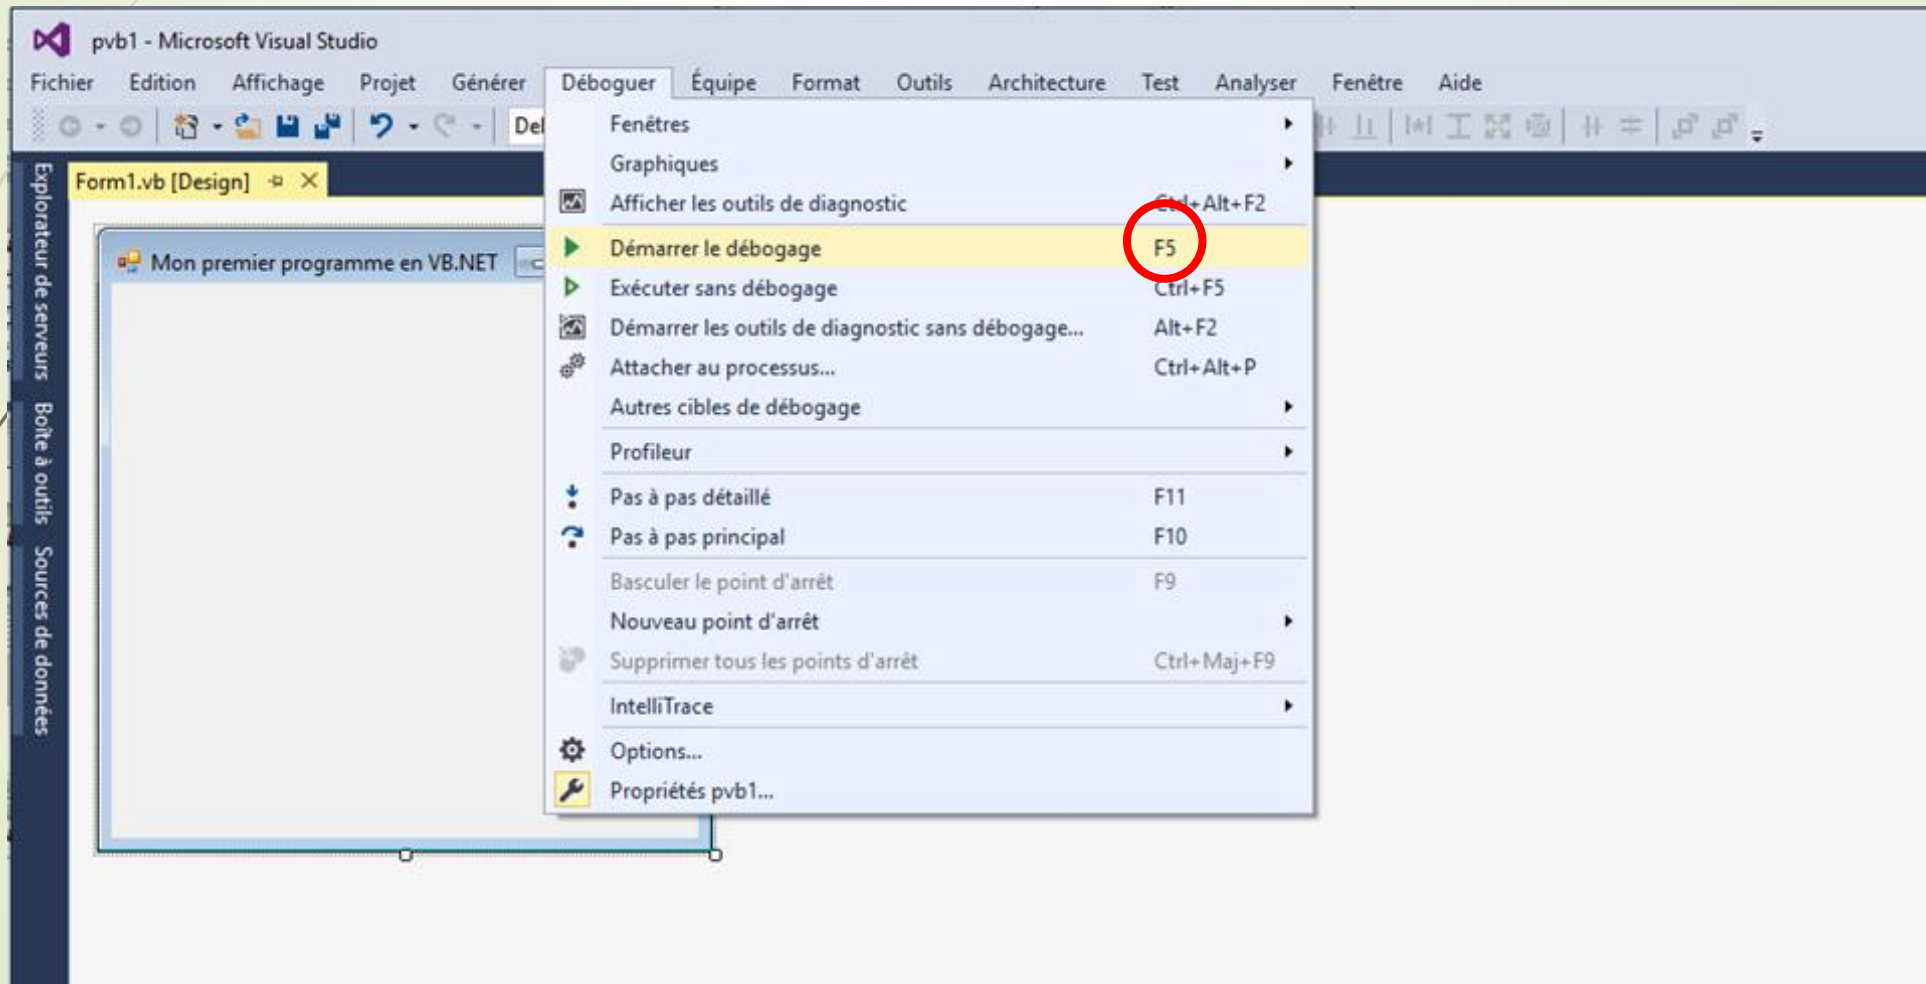 pvb1 - Microsoft Visual Studio
Fichier Edition Affichage Projet Générer Déboguer Équipe Format Outils Architecture Test Analyser Fenêtre Aide
Form1.vb [Design]
Explorateur de serveurs
Boîte à outils
Sources de données
Mon premier programme en VB.NET
Fenêtres
Graphiques
Afficher les outils de diagnostic Ctrl+Alt+F2
Démarrer le débogage F5
Exécuter sans débogage Ctrl+F5
Démarrer les outils de diagnostic sans débogage... Alt+F2
Attacher au processus... Ctrl+Alt+P
Autres cibles de débogage
Profileur
Pas à pas détaillé F11
Pas à pas principal F10
Basculer le point d'arrêt F9
Nouveau point d'arrêt
Supprimer tous les points d'arrêt Ctrl+Maj+F9
IntelliTrace
Options...
Propriétés pvb1...